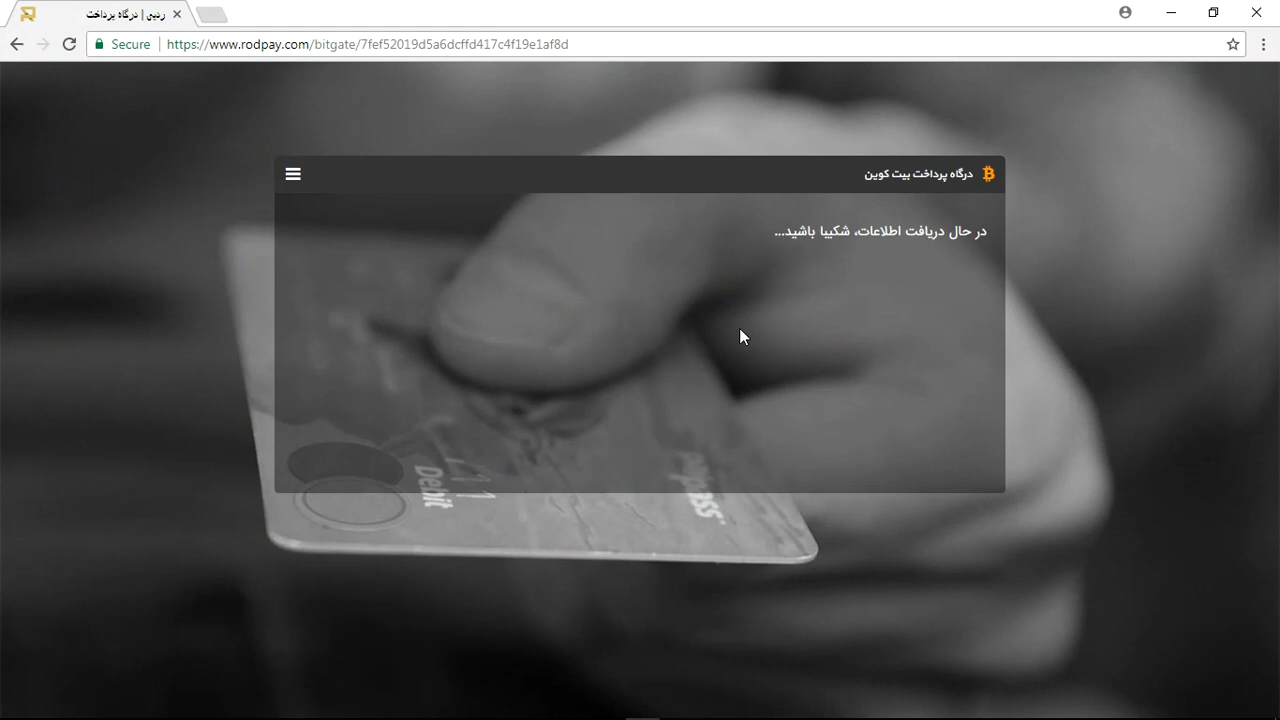 ردپی | درگاه پرداخت
Secure
https://www.rodpay.com/bitgate/7fef52019d5a6dcffd417c4f19e1af8d
درگاه پرداخت بیت کوین
در حال دریافت اطلاعات، شکیبا باشید...
Debit